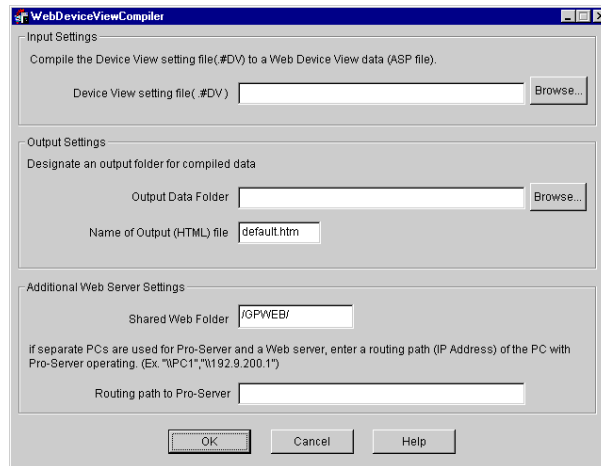 WebDeviceViewCompiler
Input Settings
Compile the Device View setting file(.#DV) to a Web Device View data (ASP file).
Device View setting file( .#DV )
Browse...
Output Settings
Designate an output folder for compiled data
Output Data Folder
Browse...
Name of Output (HTML) file default.htm
Additional Web Server Settings
Shared Web Folder /GPWEB/
if separate PCs are used for Pro-Server and a Web server, enter a routing path (IP Address) of the PC with
Pro-Server operating. (Ex. "\\PC1","\\192.9.200.1")
Routing path to Pro-Server
OK Cancel Help